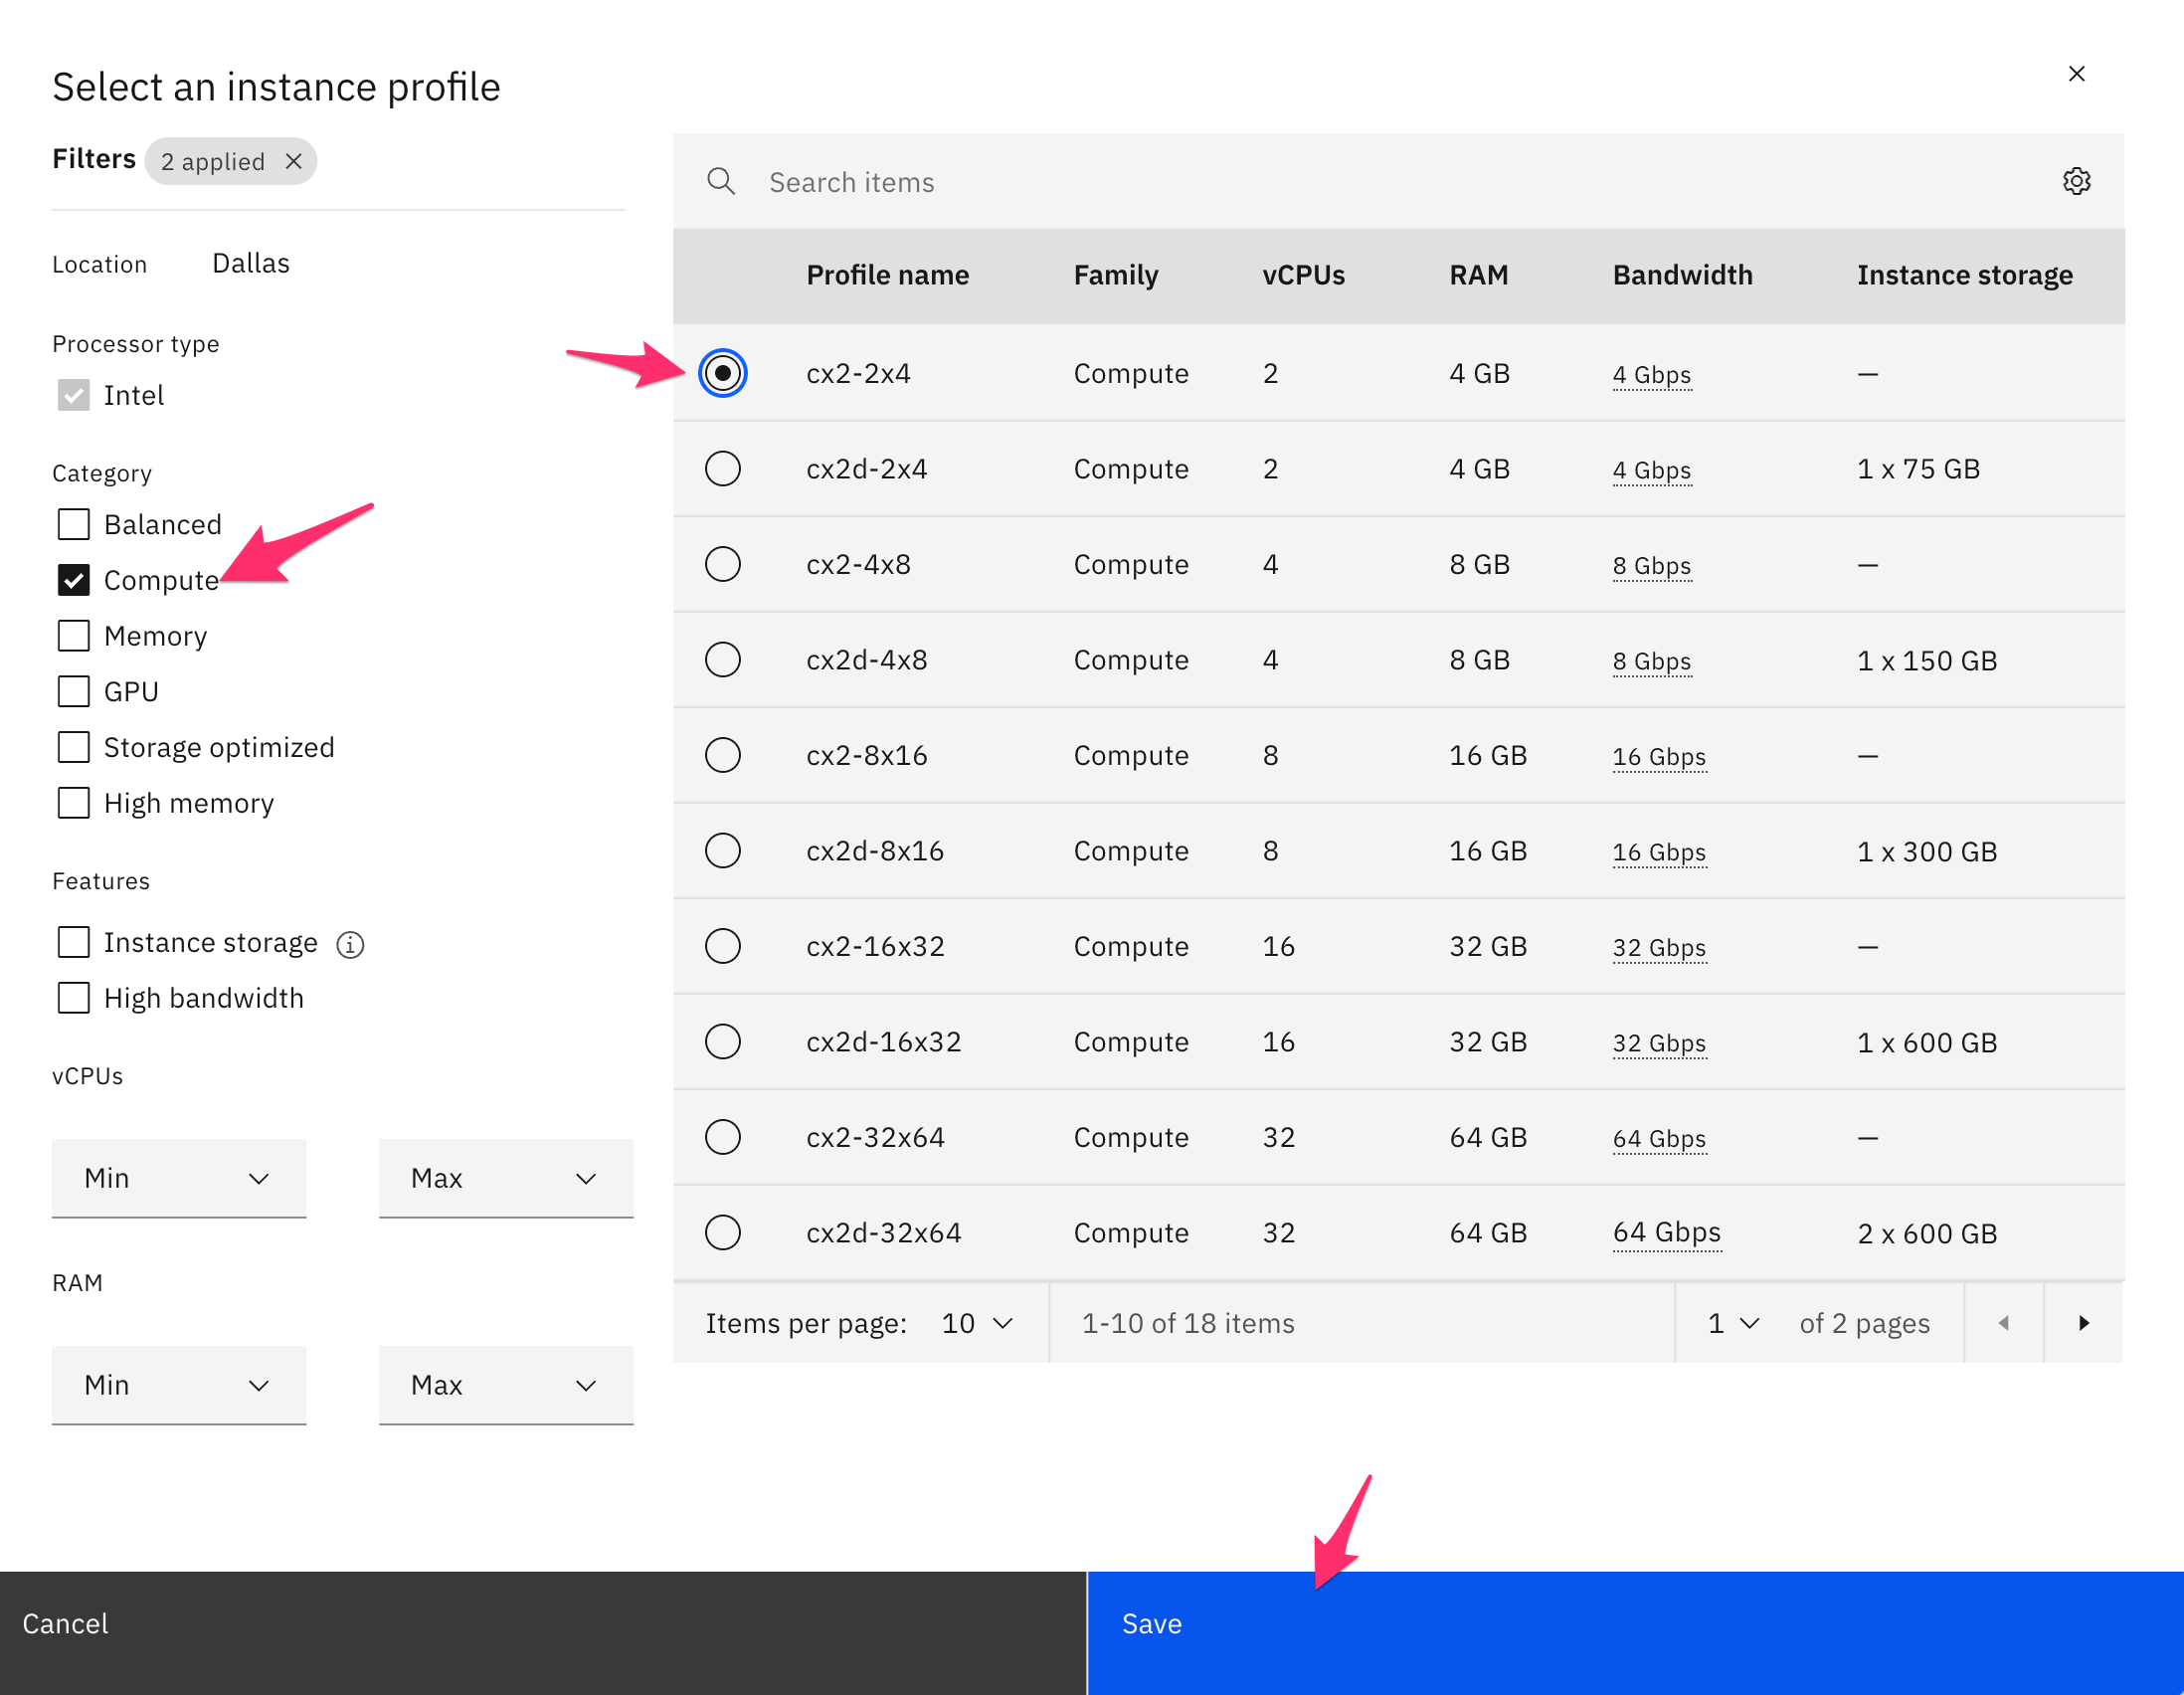 Select an instance profile
Filters 2 applied
Location Dallas
Processor type
Intel
Category
Balanced
Compute
Memory
GPU
Storage optimized
High memory
Features
Instance storage
High bandwidth
vCPUs
Min Max
RAM
Min Max
Search items
Profile name Family vCPUs RAM Bandwidth Instance storage
cx2-2x4 Compute 2 4 GB 4 Gbps –
cx2d-2x4 Compute 2 4 GB 4 Gbps 1 x 75 GB
cx2-4x8 Compute 4 8 GB 8 Gbps –
cx2d-4x8 Compute 4 8 GB 8 Gbps 1 x 150 GB
cx2-8x16 Compute 8 16 GB 16 Gbps –
cx2d-8x16 Compute 8 16 GB 16 Gbps 1 x 300 GB
cx2-16x32 Compute 16 32 GB 32 Gbps –
cx2d-16x32 Compute 16 32 GB 32 Gbps 1 x 600 GB
cx2-32x64 Compute 32 64 GB 64 Gbps –
cx2d-32x64 Compute 32 64 GB 64 Gbps 2 x 600 GB
Items per page: 10 1-10 of 18 items 1 of 2 pages
Cancel Save